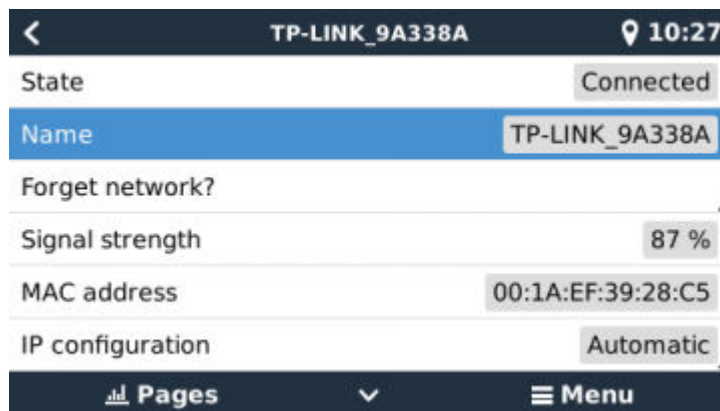 TP-LINK_9A338A 10:27
State Connected
Name TP-LINK_9A338A
Forget network?
Signal strength 87 %
MAC address 00:1A:EF:39:28:C5
IP configuration Automatic
Pages Menu